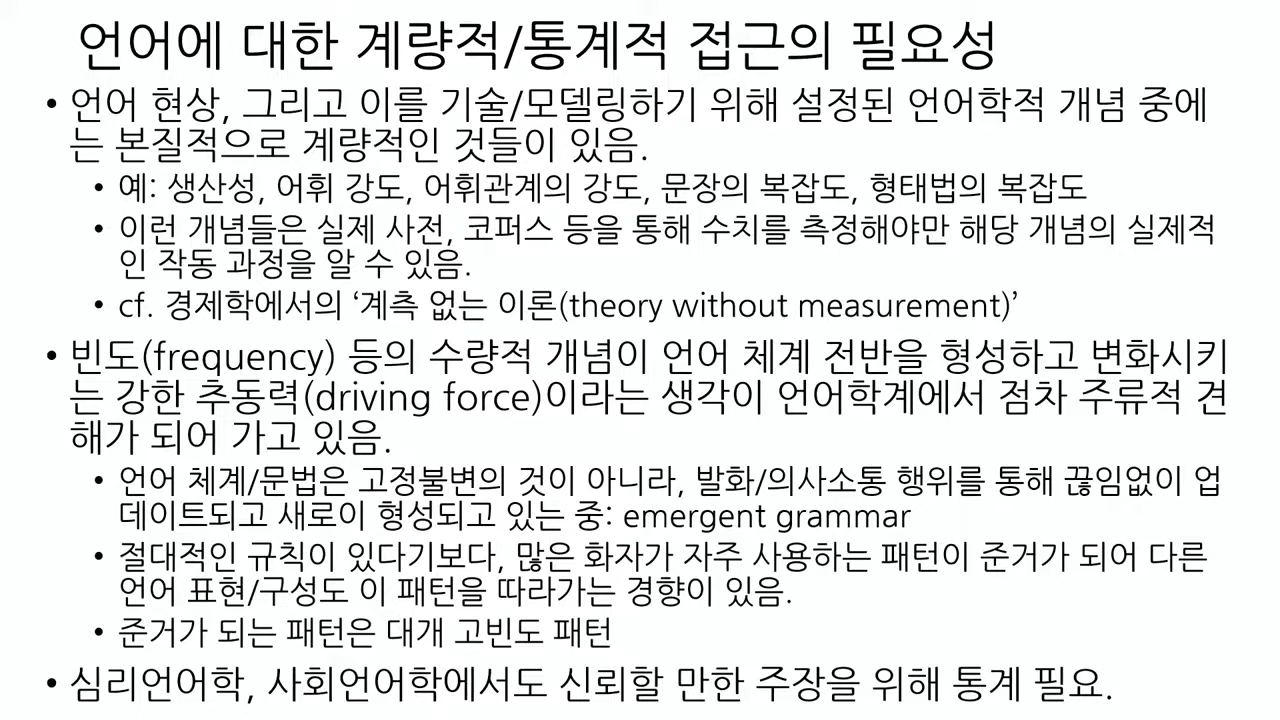 언어에 대한 계량적/통계적 접근의 필요성
• 언어 현상, 그리고 이를 기술/모델링하기 위해 설정된 언어학적 개념 중에
는 본질적으로 계량적인 것들이 있음.
• 예: 생산성, 어휘 강도, 어휘관계의 강도, 문장의 복잡도, 형태법의 복잡도
• 이런 개념들은 실제 사전, 코퍼스 등을 통해 수치를 측정해야만 해당 개념의 실제적
인 작동 과정을 알 수 있음.
• cf. 경제학에서의 ‘계측 없는 이론(theory without measurement)’
• 빈도(frequency) 등의 수량적 개념이 언어 체계 전반을 형성하고 변화시키
는 강한 추동력(driving force)이라는 생각이 언어학계에서 점차 주류적 견
해가 되어 가고 있음.
• 언어 체계/문법은 고정불변의 것이 아니라, 발화/의사소통 행위를 통해 끊임없이 업
데이트되고 새로이 형성되고 있는 중: emergent grammar
• 절대적인 규칙이 있다기보다, 많은 화자가 자주 사용하는 패턴이 준거가 되어 다른
언어 표현/구성도 이 패턴을 따라가는 경향이 있음.
• 준거가 되는 패턴은 대개 고빈도 패턴
• 심리언어학, 사회언어학에서도 신뢰할 만한 주장을 위해 통계 필요.